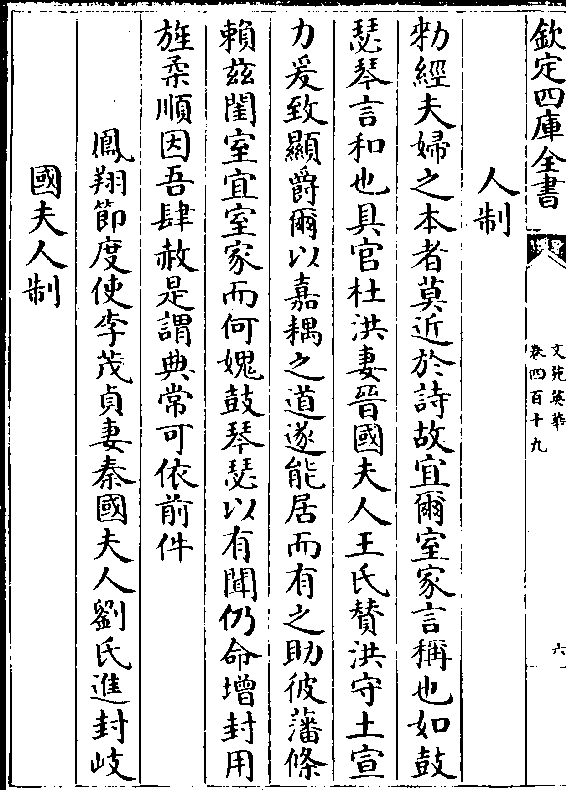 欽定四庫全書
文苑英華
卷四百十九
六
人制
勑經夫婦之本者莫近於詩故宜爾室家言稱也如鼓
瑟琴言和也具官杜洪妻晉國夫人王氏賛洪守土宣
力爰致顯爵爾以嘉耦之道遂能居而有之助彼藩條
賴兹閨室宜室家而何媿鼓琴瑟以有聞仍命增封用
旌柔順因吾肆赦是謂典常可依前件
鳳翔節度使李茂貞妻秦國夫人劉氏進封岐
國夫人制